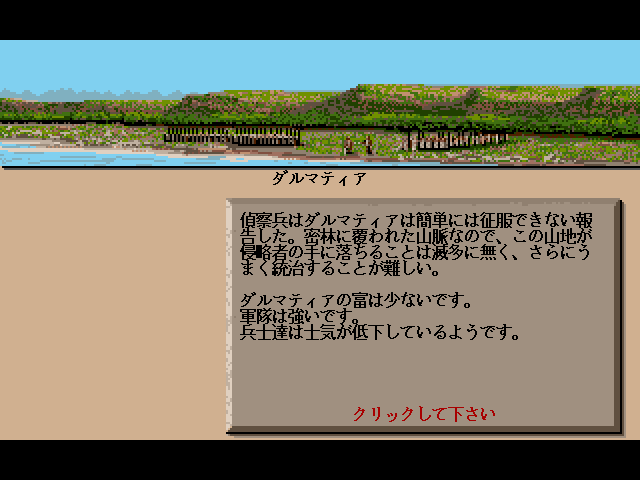 ダルマティア
偵察兵はダルマティアは簡単には征服できない報
告した。密林に覆われた山脈なので、この山地が
侵略者の手に落ちることは滅多に無く、さらにう
まく統治することが難しい。
ダルマティアの富は少ないです。
軍隊は強いです。
兵士達は士気が低下しているようです。
クリックして下さい